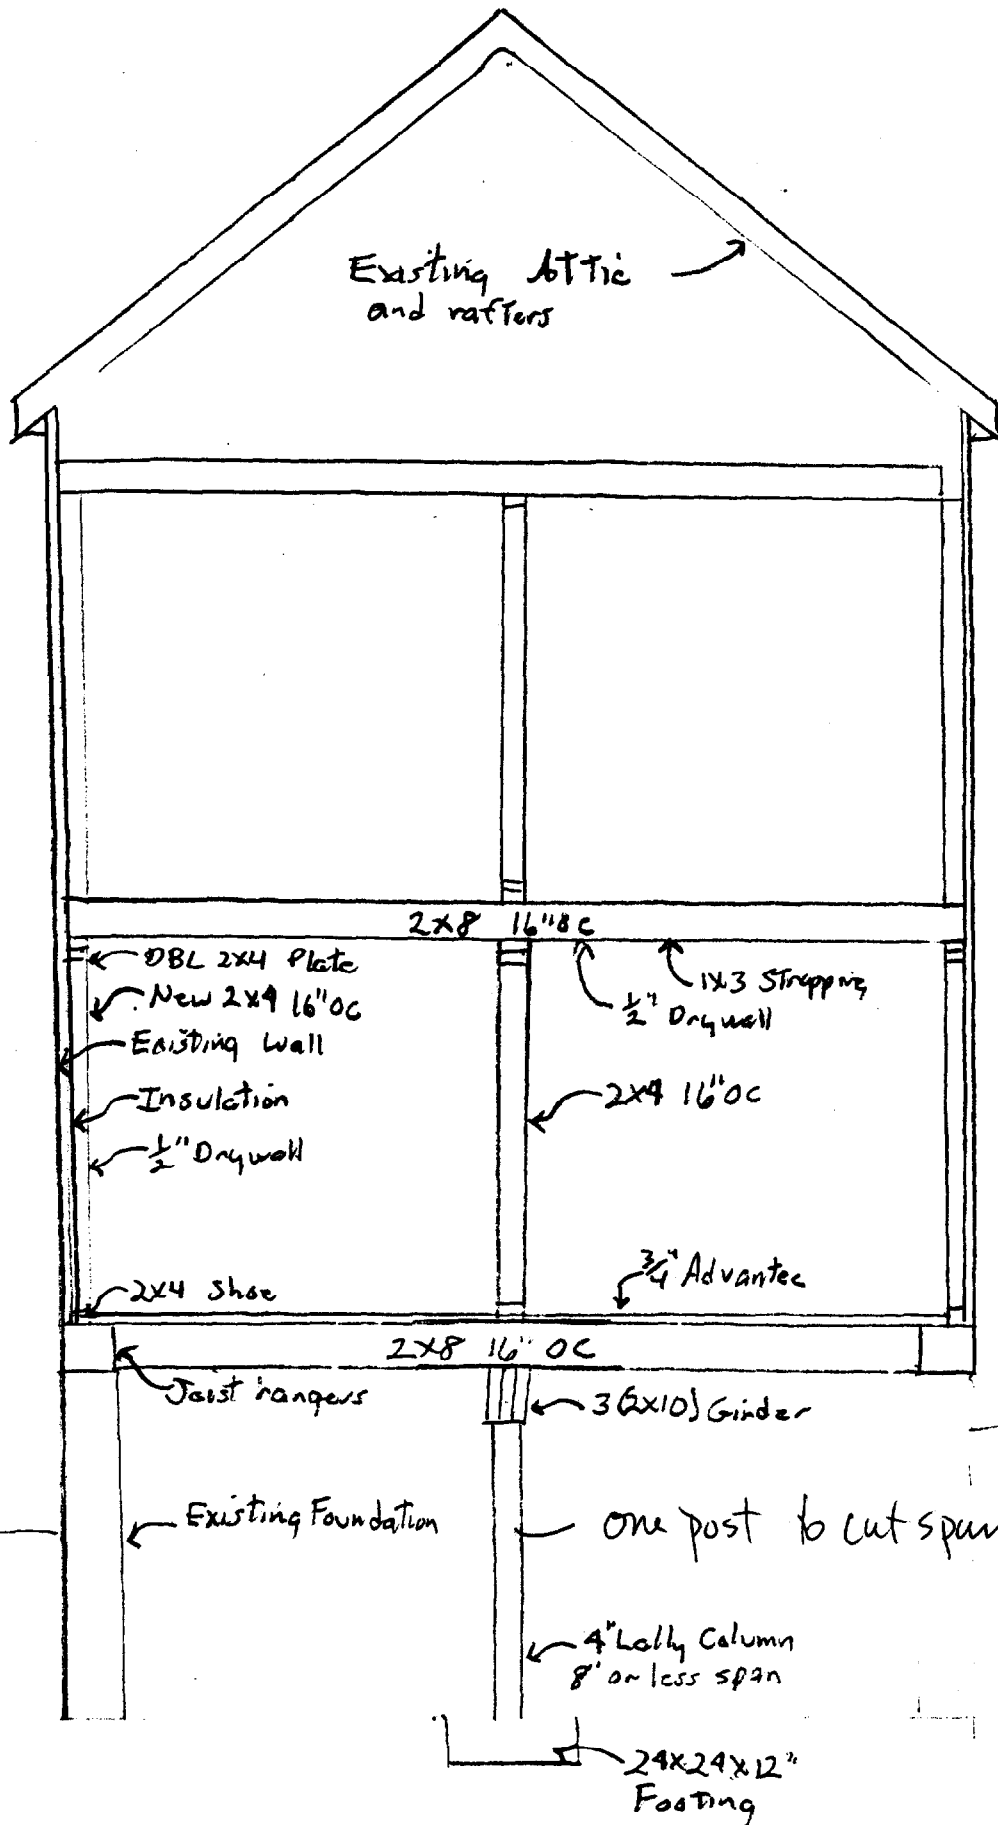 Existing Attic
and rafters
2x8 16" OC
DBL 2x4 Plate
New 2x4 16" OC
Existing Wall
Insulation
1/2" Drywall
1x3 Strapping
1/2" Drywall
2x4 16" OC
2x4 Shoe
3/4" Advantec
2x8 16" OC
Joist hangers
3(2x10) Girder
Existing Foundation
one post to cut span
4" Lally Column
8' or less span
24x24x12"
Footing